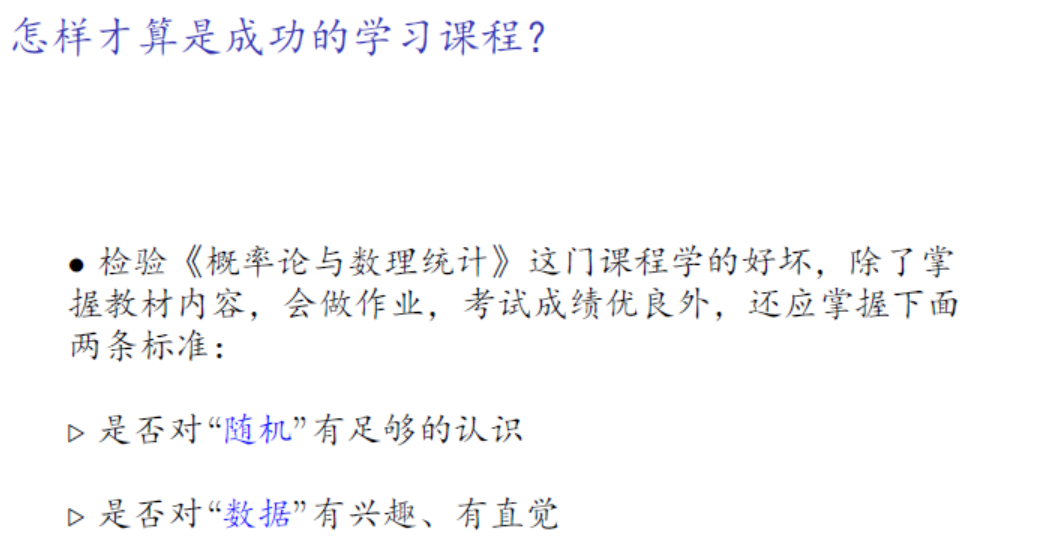 怎样才算是成功的学习课程？
● 检验《概率论与数理统计》这门课程学的好坏，除了掌
握教材内容，会做作业，考试成绩优良外，还应掌握下面
两条标准：
▷ 是否对“随机”有足够的认识
▷ 是否对“数据”有兴趣、有直觉